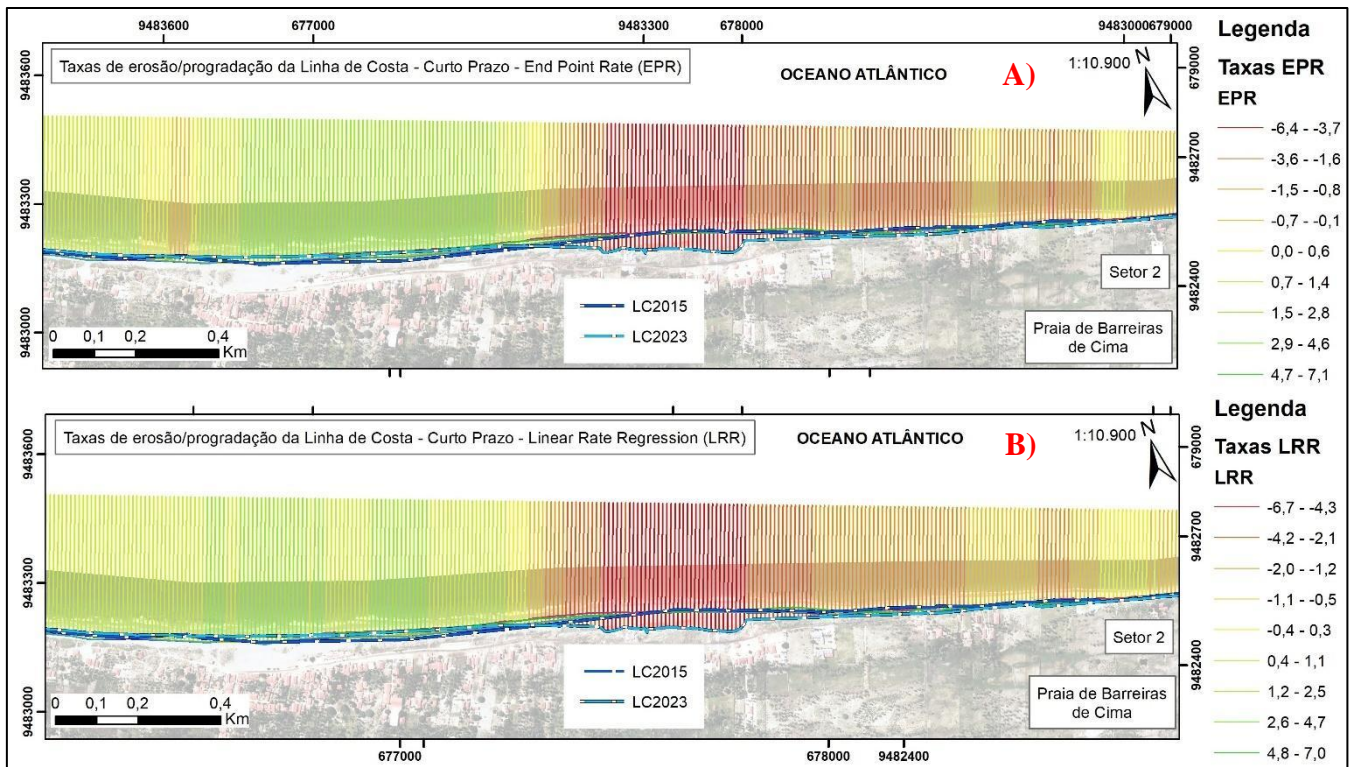 9483600 677000 9483300 678000 9483000 679000
Taxas de erosão/progradação da Linha de Costa - Curto Prazo - End Point Rate (EPR)
OCEANO ATLÂNTICO
A)
1:10.900
N
9483600
9483300
9483000
679000
9482700
9482400
Setor 2
Praia de Barreiras
de Cima
LC2015
LC2023
0 0,1 0,2 0,4
Km
Legenda
Taxas EPR
EPR
-6,4 - -3,7
-3,6 - -1,6
-1,5 - -0,8
-0,7 - -0,1
0,0 - 0,6
0,7 - 1,4
1,5 - 2,8
2,9 - 4,6
4,7 - 7,1
Taxas de erosão/progradação da Linha de Costa - Curto Prazo - Linear Rate Regression (LRR)
OCEANO ATLÂNTICO
B)
1:10.900
N
9483600
9483300
9483000
679000
9482700
9482400
Setor 2
Praia de Barreiras
de Cima
LC2015
LC2023
0 0,1 0,2 0,4
Km
677000 678000 9482400
Legenda
Taxas LRR
LRR
-6,7 - -4,3
-4,2 - -2,1
-2,0 - -1,2
-1,1 - -0,5
-0,4 - 0,3
0,4 - 1,1
1,2 - 2,5
2,6 - 4,7
4,8 - 7,0